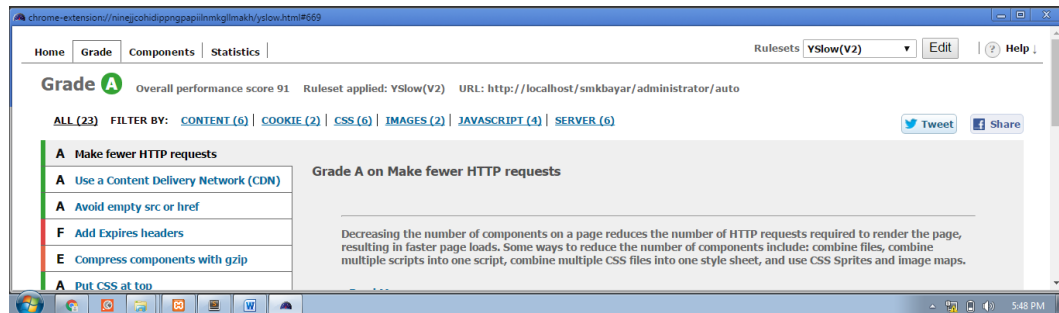 chrome-extension://ninejjcohidippngpapiilnmkgllmakh/yslow.html#669
Home Grade Components Statistics Rulesets YSlow(V2) Edit ? Help ↓
Grade A Overall performance score 91 Ruleset applied: YSlow(V2) URL: http://localhost/smkbayar/administrator/auto
ALL (23) FILTER BY: CONTENT (6) COOKIE (2) CSS (6) IMAGES (2) JAVASCRIPT (4) SERVER (6) Tweet Share
A Make fewer HTTP requests
A Use a Content Delivery Network (CDN)
A Avoid empty src or href
F Add Expires headers
E Compress components with gzip
A Put CSS at top
Grade A on Make fewer HTTP requests
Decreasing the number of components on a page reduces the number of HTTP requests required to render the page,
resulting in faster page loads. Some ways to reduce the number of components include: combine files, combine
multiple scripts into one script, combine multiple CSS files into one style sheet, and use CSS Sprites and image maps.
5:48 PM